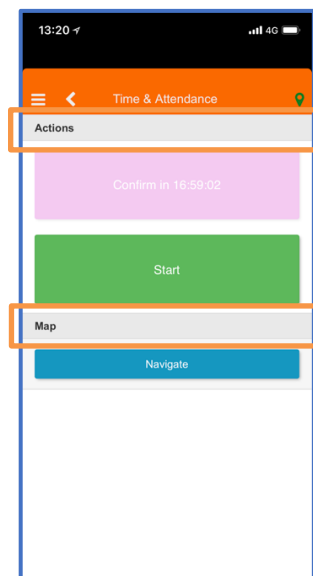 13:20
4G
Time & Attendance
Actions
Confirm in 16:59:02
Start
Map
Navigate